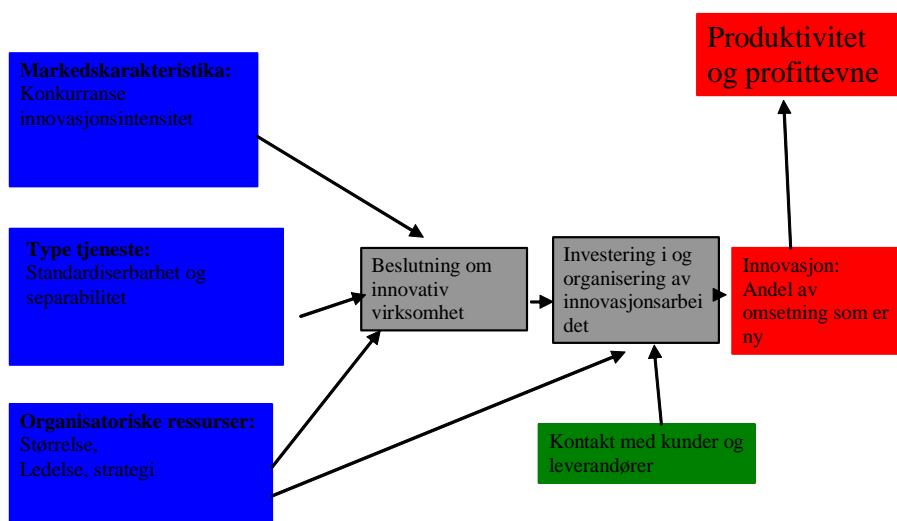 Produktivitet
og profittevne
Markedskarakteristika:
Konkurranse
innovasjonsintensitet
Type tjeneste:
Standardiserbarhet og
separabilitet
Beslutning om
innovativ
virksomhet
Investering i og
organisering av
innovasjonsarbei
det
Innovasjon:
Andel av
omsetning som er
ny
Organisatoriske ressurser:
Størrelse,
Ledelse, strategi
Kontakt med kunder og
leverandører